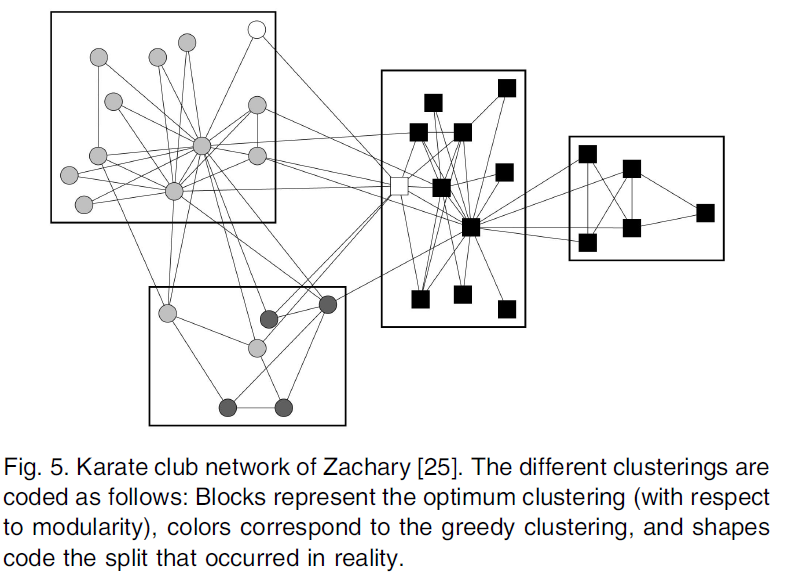 Fig. 5. Karate club network of Zachary [25]. The different clusterings are
coded as follows: Blocks represent the optimum clustering (with respect
to modularity), colors correspond to the greedy clustering, and shapes
code the split that occurred in reality.